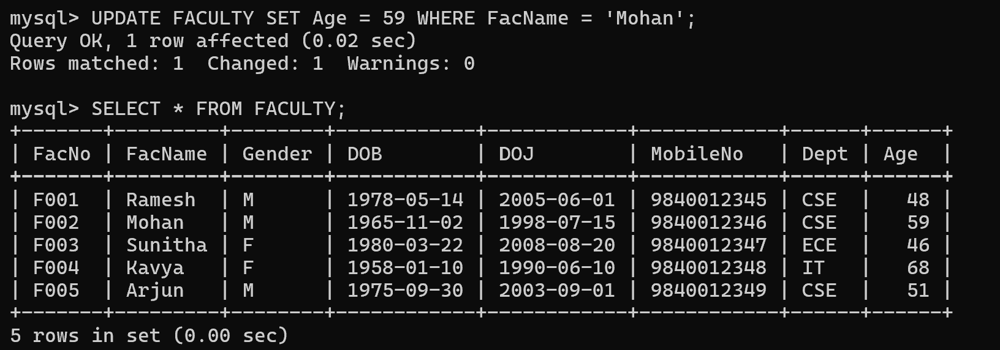 mysql> UPDATE FACULTY SET Age = 59 WHERE FacName = 'Mohan';
Query OK, 1 row affected (0.02 sec)
Rows matched: 1  Changed: 1  Warnings: 0

mysql> SELECT * FROM FACULTY;
+-------+---------+--------+------------+------------+------------+------+------+
| FacNo | FacName | Gender | DOB        | DOJ        | MobileNo   | Dept | Age  |
+-------+---------+--------+------------+------------+------------+------+------+
| F001  | Ramesh  | M      | 1978-05-14 | 2005-06-01 | 9840012345 | CSE  |   48 |
| F002  | Mohan   | M      | 1965-11-02 | 1998-07-15 | 9840012346 | CSE  |   59 |
| F003  | Sunitha | F      | 1980-03-22 | 2008-08-20 | 9840012347 | ECE  |   46 |
| F004  | Kavya   | F      | 1958-01-10 | 1990-06-10 | 9840012348 | IT   |   68 |
| F005  | Arjun   | M      | 1975-09-30 | 2003-09-01 | 9840012349 | CSE  |   51 |
+-------+---------+--------+------------+------------+------------+------+------+
5 rows in set (0.00 sec)